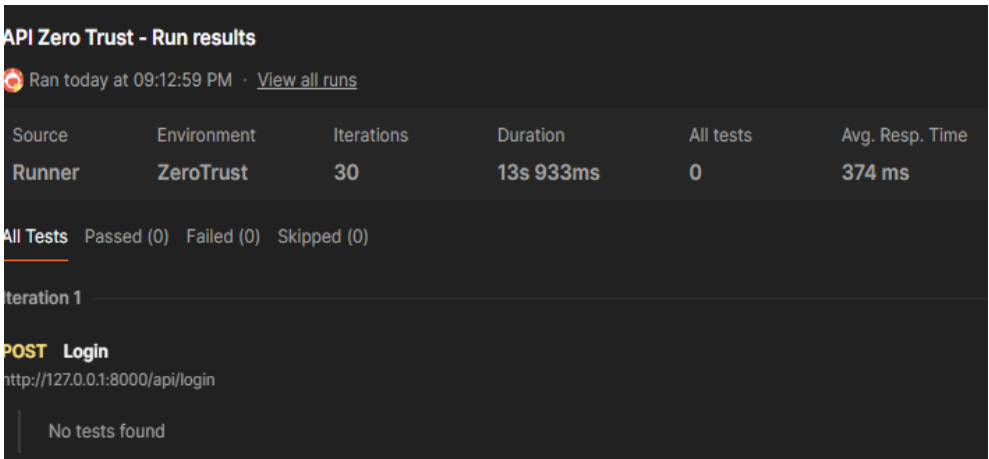 API Zero Trust - Run results
Ran today at 09:12:59 PM · View all runs
Source Environment Iterations Duration All tests Avg. Resp. Time
Runner ZeroTrust 30 13s 933ms 0 374 ms
All Tests Passed (0) Failed (0) Skipped (0)
Iteration 1
POST Login
http://127.0.0.1:8000/api/login
No tests found